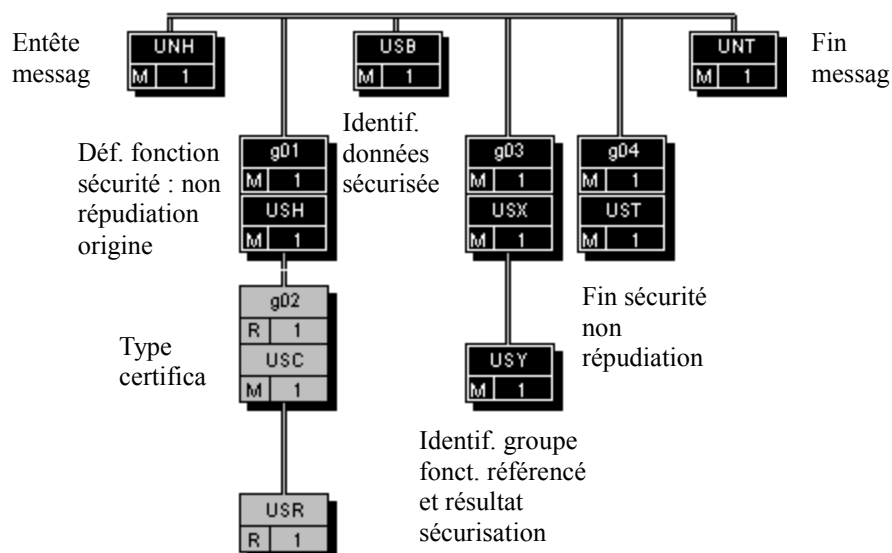 Entête
messag
UNH
M 1
USB
M 1
UNT
M 1
Fin
messag
Déf. fonction
sécurité : non
répudiation
origine
g01
M 1
USH
M 1
Identif.
données
sécurisée
g03
M 1
USX
M 1
g04
M 1
UST
M 1
Type
certifica
g02
R 1
USC
M 1
USY
M 1
Fin sécurité
non
répudiation
Identif. groupe
fonct. référencé
et résultat
sécurisation
USR
R 1